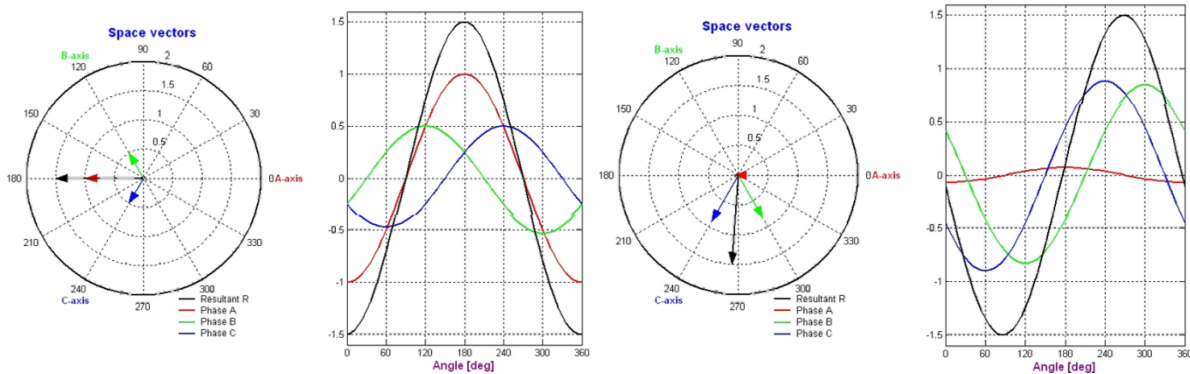 Space vectors
B-axis
90
120
60
2
1.5
150
30
1
0.5
180
0
A-axis
210
330
240
300
C-axis
270
Resultant R
Phase A
Phase B
Phase C
1.5
1
0.5
0
-0.5
-1
-1.5
0 60 120 180 240 300 360
Angle [deg]
Space vectors
B-axis
90
120
60
2
1.5
150
30
1
0.5
180
0
A-axis
210
330
240
300
C-axis
270
Resultant R
Phase A
Phase B
Phase C
1.5
1
0.5
0
-0.5
-1
-1.5
0 60 120 180 240 300 360
Angle [deg]